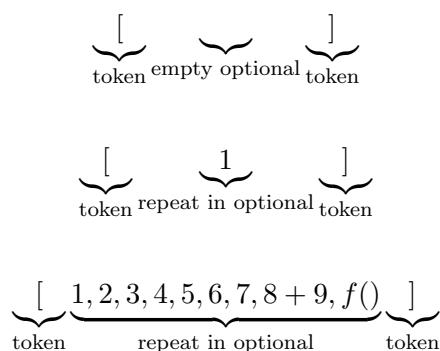 [ ]
token empty optional token
[ 1 ]
token repeat in optional token
[ 1, 2, 3, 4, 5, 6, 7, 8 + 9, f() ]
token repeat in optional token